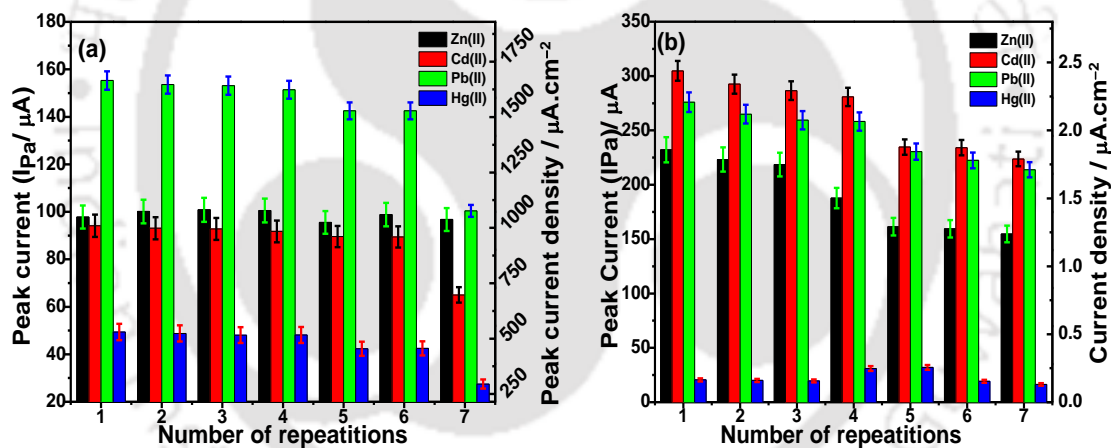 (a)
Zn(II)
Cd(II)
Pb(II)
Hg(II)
180
160
140
120
100
80
60
40
20
Peak current (IPa/ μA)
1 2 3 4 5 6 7
Number of repeatitions
1750
1500
1250
1000
750
500
250
Peak current density / μA.cm⁻²
(b)
Zn(II)
Cd(II)
Pb(II)
Hg(II)
350
300
250
200
150
100
50
0
Peak Current (IPa)/ μA
1 2 3 4 5 6 7
Number of repeatitions
2.5
2.0
1.5
1.0
0.5
0.0
Current density / μA.cm⁻²